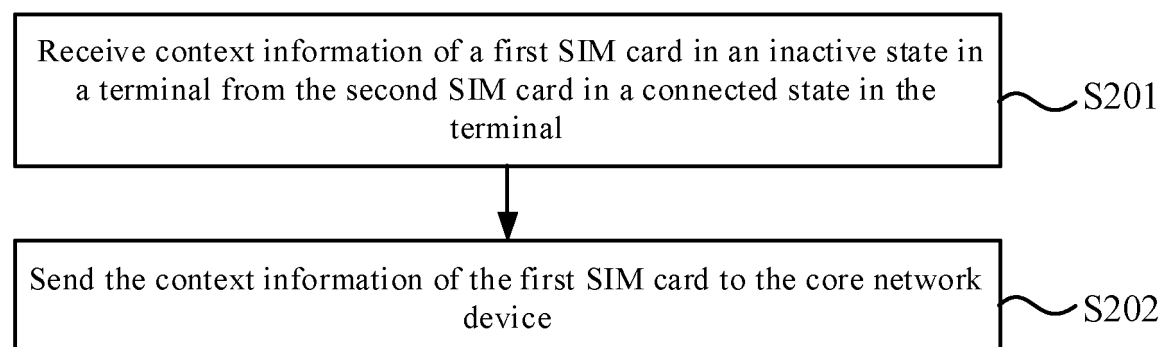 Receive context information of a first SIM card in an inactive state in
a terminal from the second SIM card in a connected state in the
terminal
S201
Send the context information of the first SIM card to the core network
device
S202